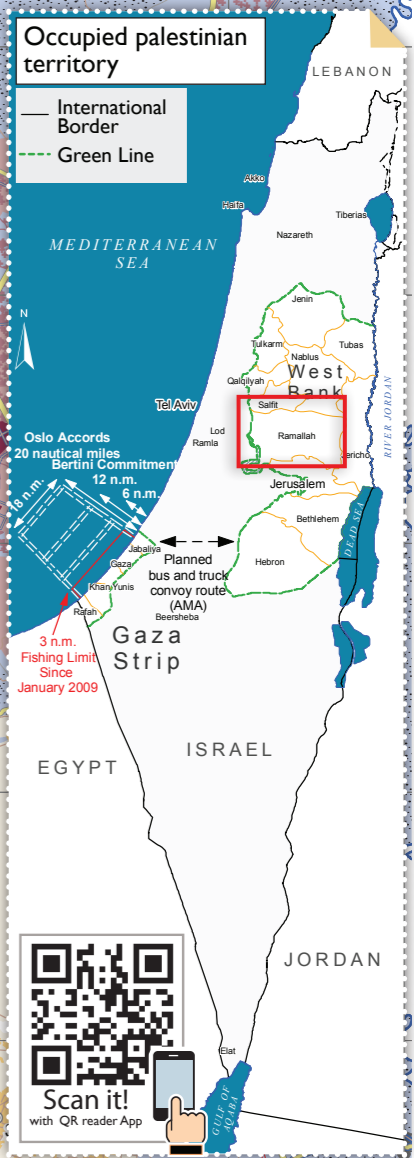 Occupied palestinian
territory
International
Border
Green Line
LEBANON
Akko
Haifa
Tiberias
Nazareth
MEDITERRANEAN
SEA
N
Jenin
Tulkarm
Tubas
Nablus
West
Bank
Qalqilyah
Salfit
Tel Aviv
Lod
Ramla
Ramallah
Jericho
RIVER JORDAN
Oslo Accords
20 nautical miles
Bertini Commitment
12 n.m.
6 n.m.
18 n.m.
Jerusalem
Bethlehem
DEAD SEA
Jabaliya
Gaza
Planned
bus and truck
convoy route
(AMA)
Hebron
Khan Yunis
Beersheba
Rafah
Gaza
Strip
3 n.m.
Fishing Limit
Since
January 2009
ISRAEL
EGYPT
JORDAN
Elat
GULF OF
AQABA
Scan it!
with QR reader App